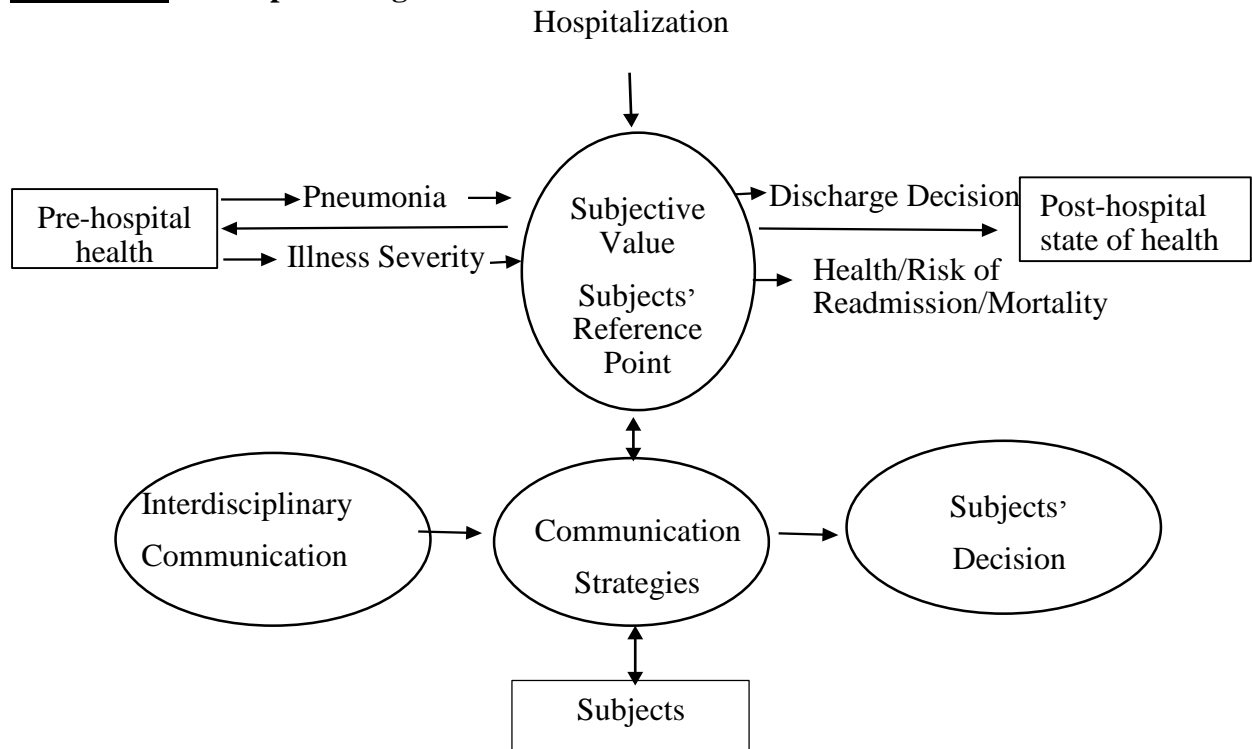 Hospitalization
Pneumonia
Discharge Decision
Pre-hospital
health
Subjective
Value
Post-hospital
state of health
Illness Severity
Health/Risk of
Readmission/Mortality
Subjects’
Reference
Point
Interdisciplinary
Communication
Communication
Strategies
Subjects’
Decision
Subjects